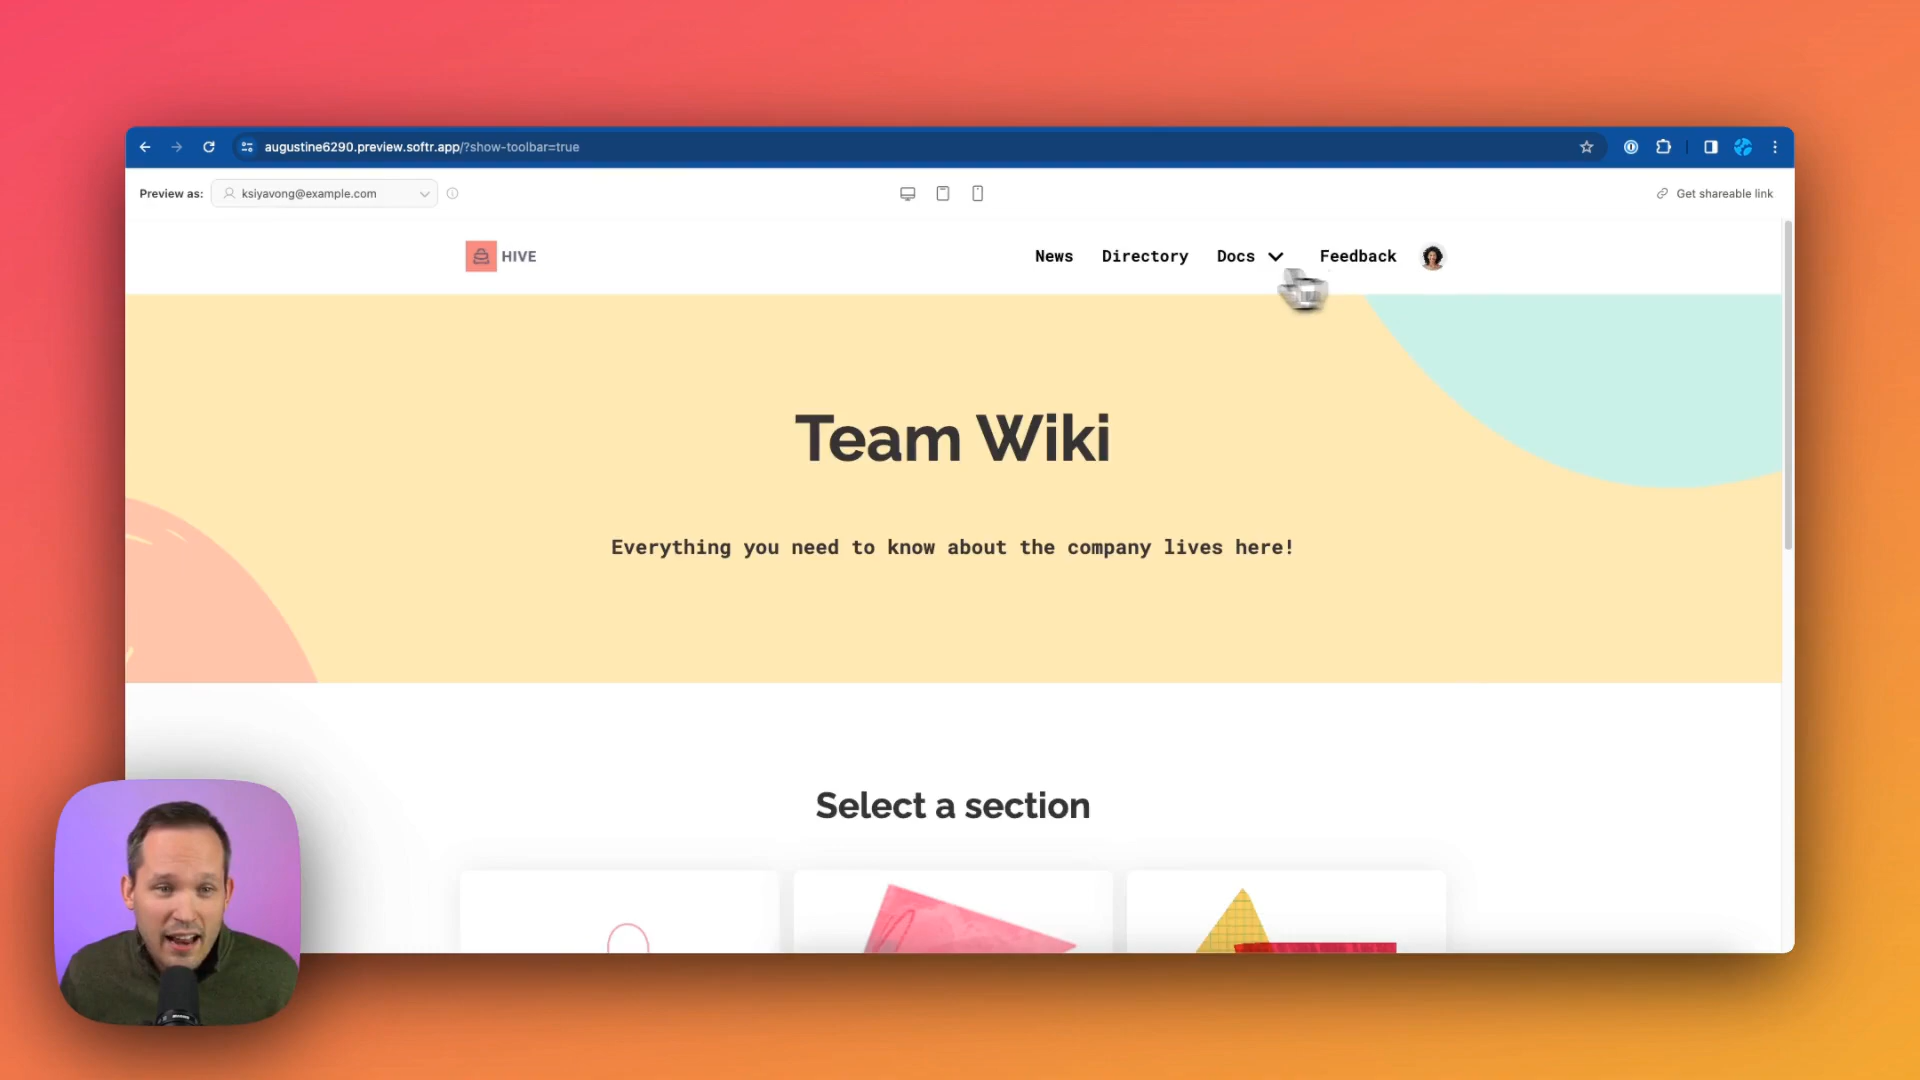 augustine6290.preview.softr.app/?show-toolbar=true
Preview as: ksiyavong@example.com
Get shareable link
HIVE
News Directory Docs Feedback
Team Wiki
Everything you need to know about the company lives here!
Select a section